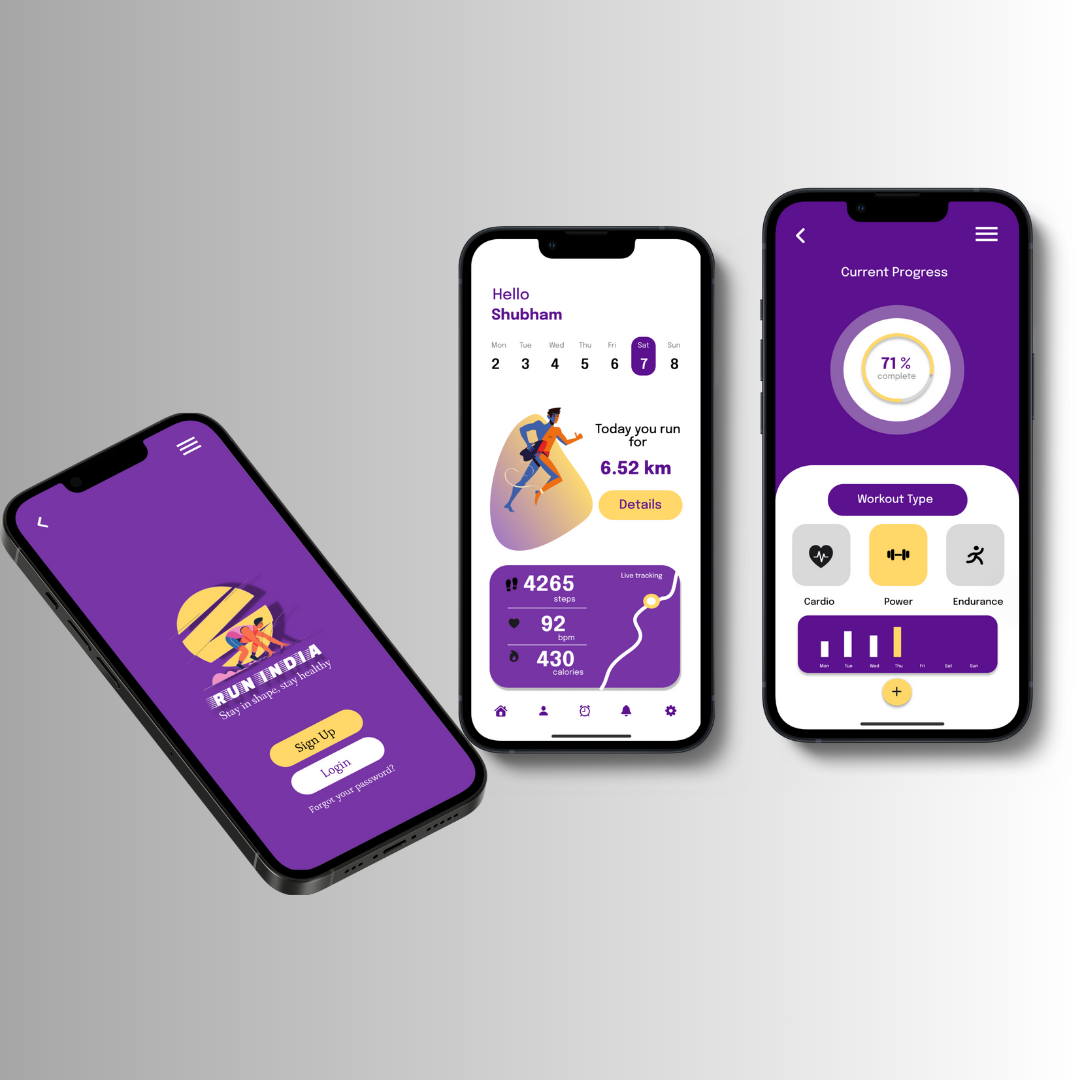 RUN INDIA
Stay in shape, stay healthy
Sign Up
Login
Forgot your password?
Hello
Shubham
Mon Tue Wed Thu Fri Sat Sun
2 3 4 5 6 7 8
Today you run
for
6.52 km
Details
Live tracking
4265
steps
92
bpm
430
calories
Current Progress
71 %
complete
Workout Type
Cardio Power Endurance
Mon Tue Wed Thu Fri Sat Sun
+